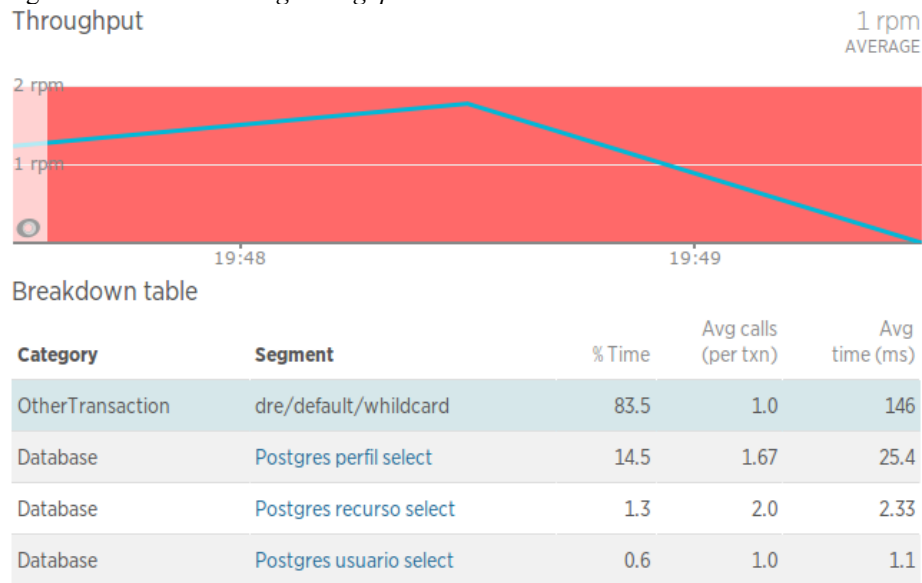 Throughput
1 rpm
AVERAGE
2 rpm
1 rpm
19:48 19:49
Breakdown table
Category Segment % Time Avg calls (per txn) Avg time (ms)
OtherTransaction dre/default/whildcard 83.5 1.0 146
Database Postgres perfil select 14.5 1.67 25.4
Database Postgres recurso select 1.3 2.0 2.33
Database Postgres usuario select 0.6 1.0 1.1